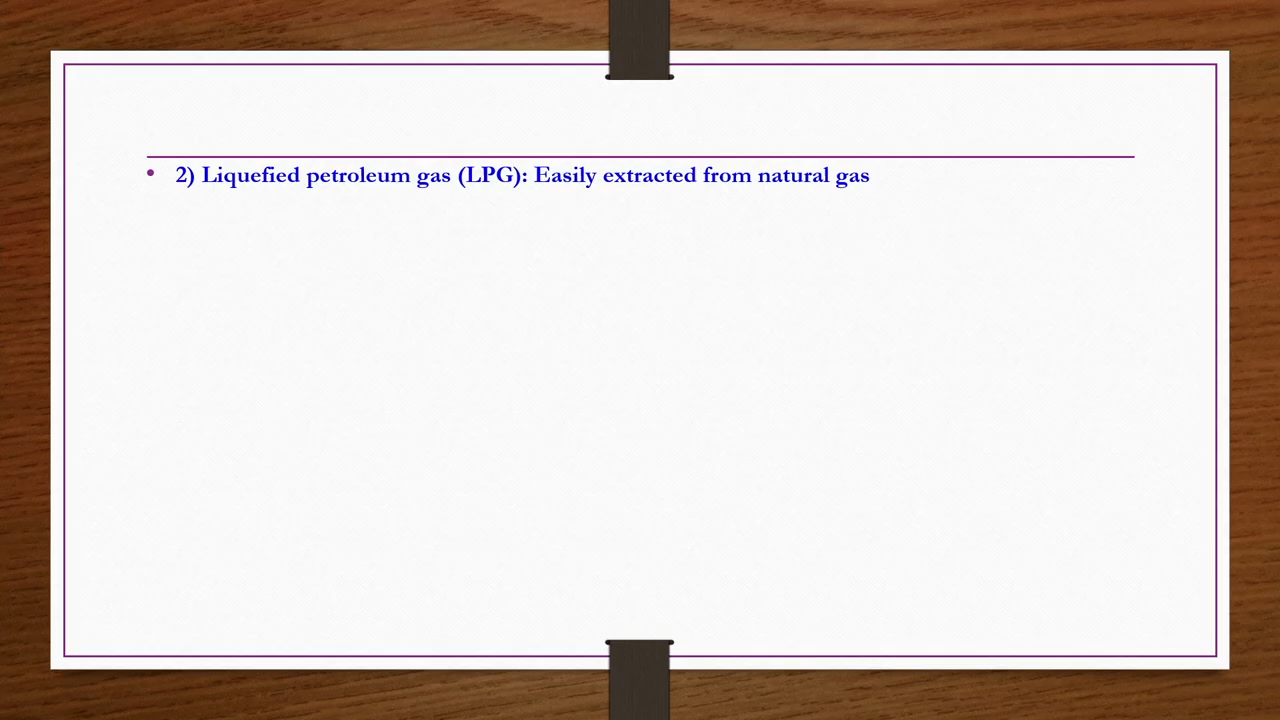 • 2) Liquefied petroleum gas (LPG): Easily extracted from natural gas